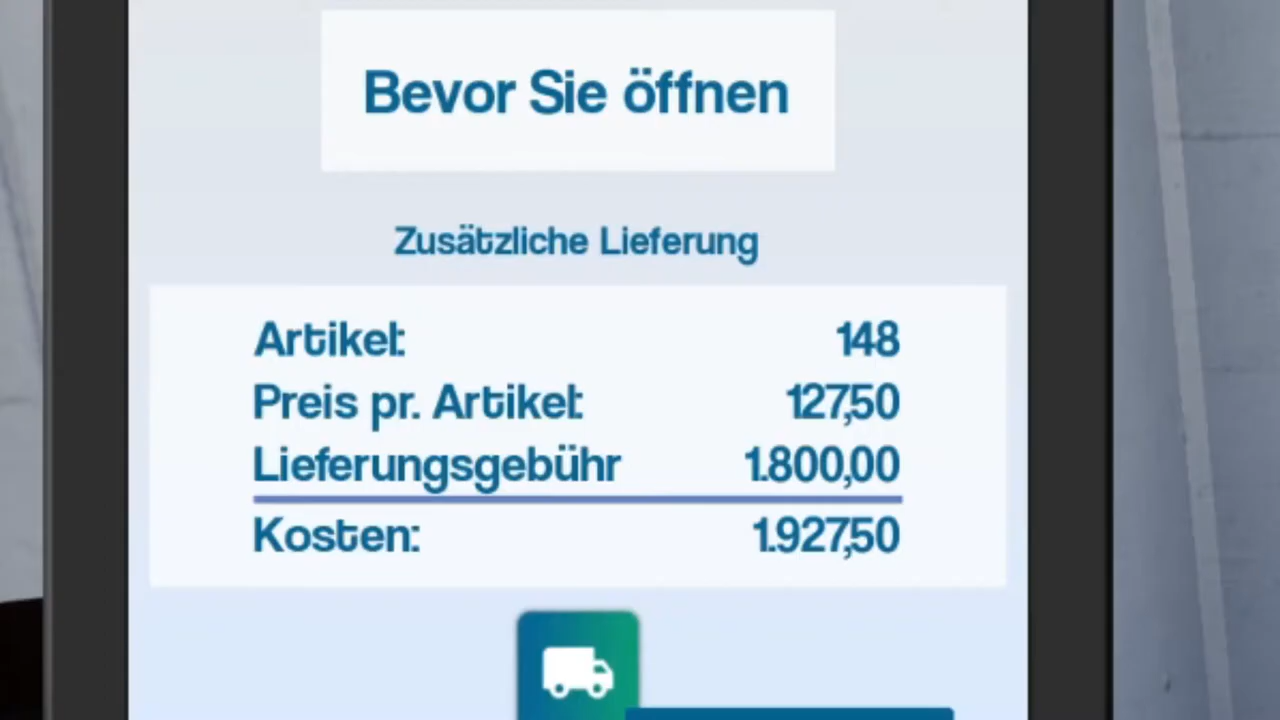 Bevor Sie öffnen
Zusätzliche Lieferung
Artikel: 148
Preis pr. Artikel: 127,50
Lieferungsgebühr 1.800,00
Kosten: 1.927,50